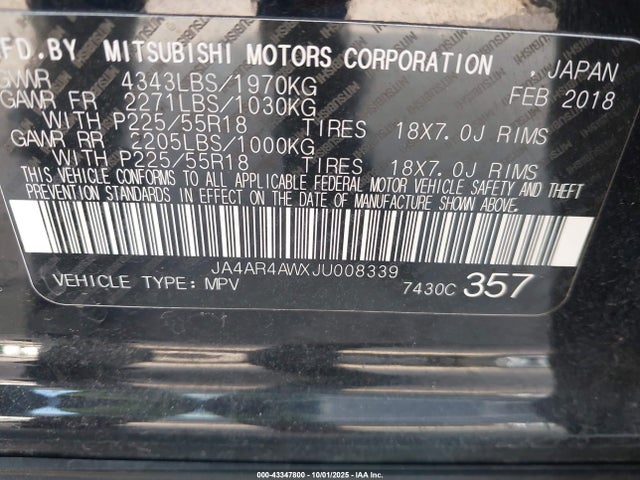 FD. BY MITSUBISHI MOTORS CORPORATION , JAPAN
GVWR 4343LBS/1970KG FEB 2018
GAWR FR 2271LBS/1030KG
WITH P225/55R18 TIRES 18X7.0J RIMS
GAWR RR 2205LBS/1000KG
WITH P225/55R18 TIRES 18X7.0J RIMS
THIS VEHICLE CONFORMS TO ALL APPLICABLE FEDERAL MOTOR VEHICLE SAFETY AND THEFT
PREVENTION STANDARDS IN EFFECT ON THE DATE OF MANUFACTURE SHOWN ABOVE.
JA4AR4AWXJU008339
VEHICLE TYPE: MPV 7430C 357
000-43347800 - 10/01/2025 - IAA Inc.